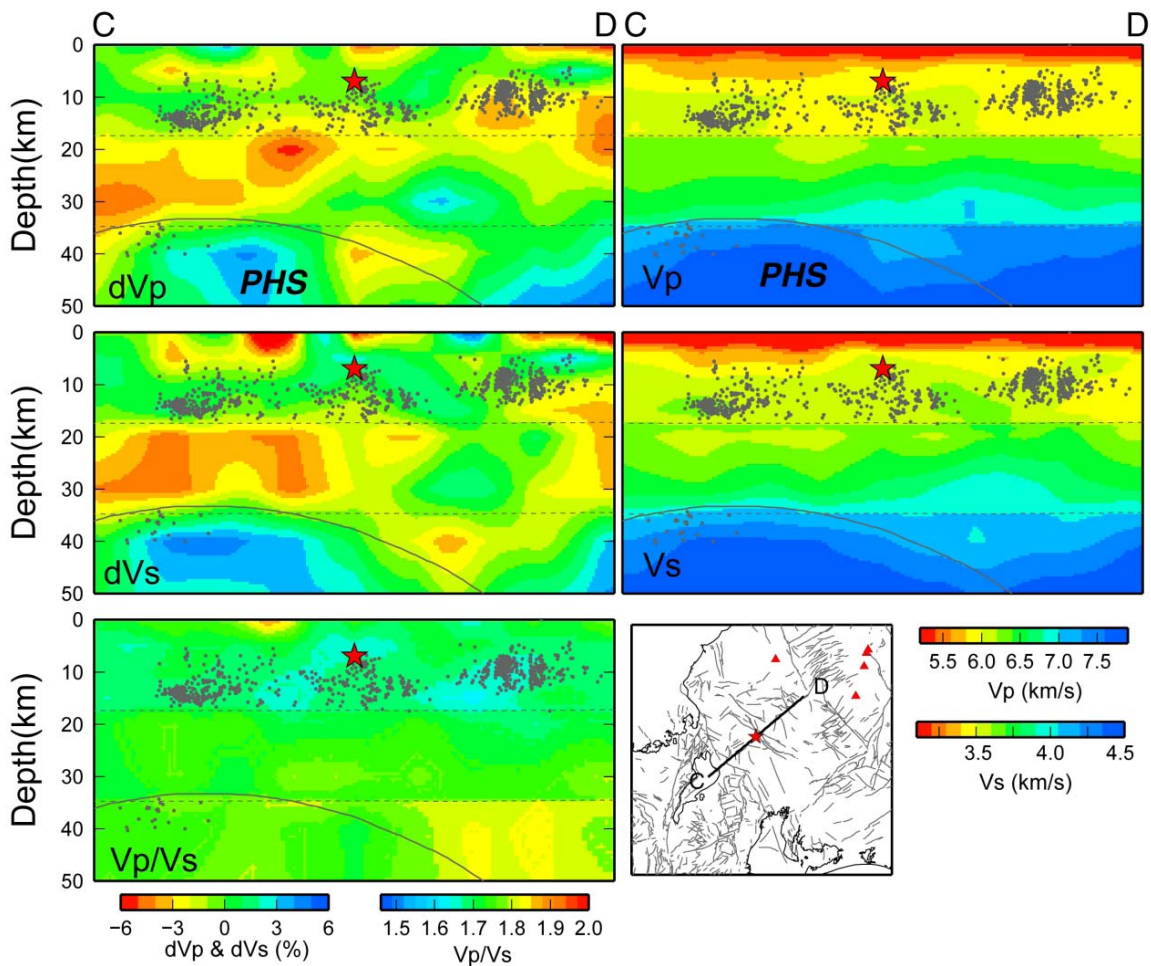 C D C D
0
10
20
30
40
50
Depth(km)
dVp PHS
Vp PHS
0
10
20
30
40
50
Depth(km)
dVs
Vs
0
10
20
30
40
50
Depth(km)
Vp/Vs
D
C
5.5 6.0 6.5 7.0 7.5
Vp (km/s)
3.5 4.0 4.5
Vs (km/s)
−6 −3 0 3 6
dVp & dVs (%)
1.5 1.6 1.7 1.8 1.9 2.0
Vp/Vs